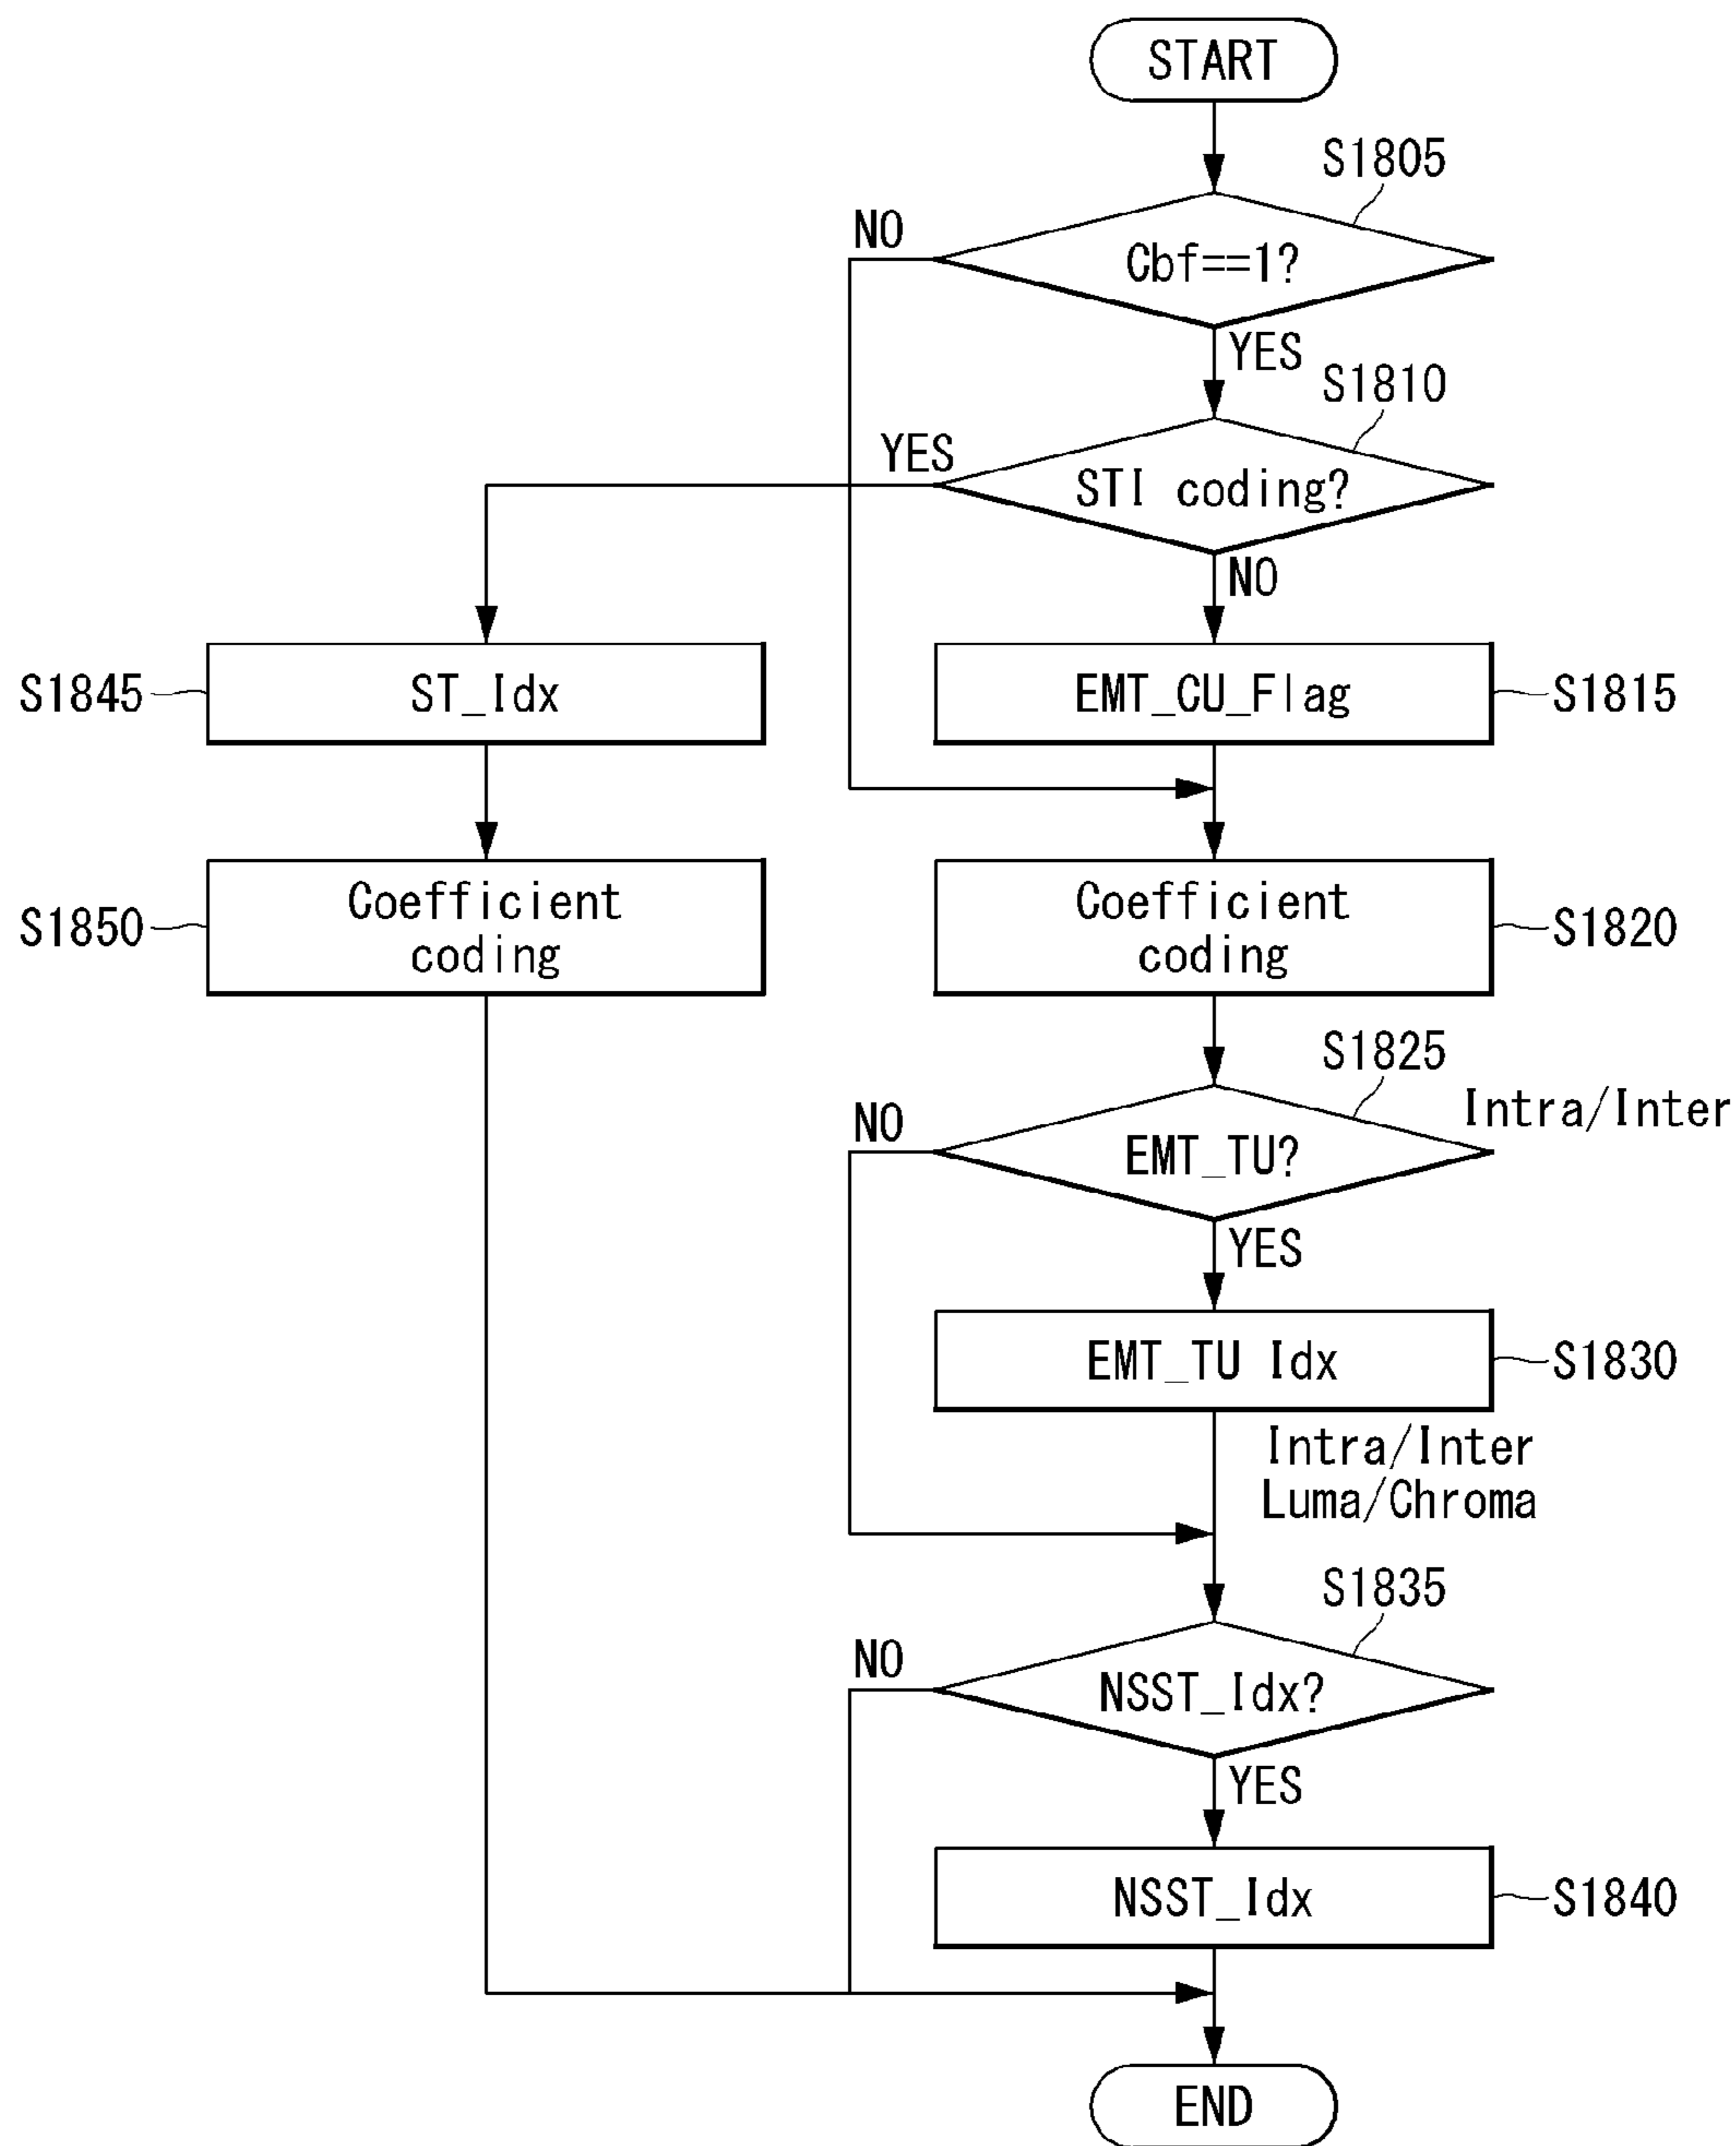 START
S1805
NO
Cbf==1?
YES
S1810
YES
STI coding?
NO
S1845
ST_Idx
EMT_CU_Flag
S1815
S1850
Coefficient
coding
Coefficient
coding
S1820
S1825
Intra/Inter
NO
EMT_TU?
YES
EMT_TU Idx
S1830
Intra/Inter
Luma/Chroma
S1835
NO
NSST_Idx?
YES
NSST_Idx
S1840
END